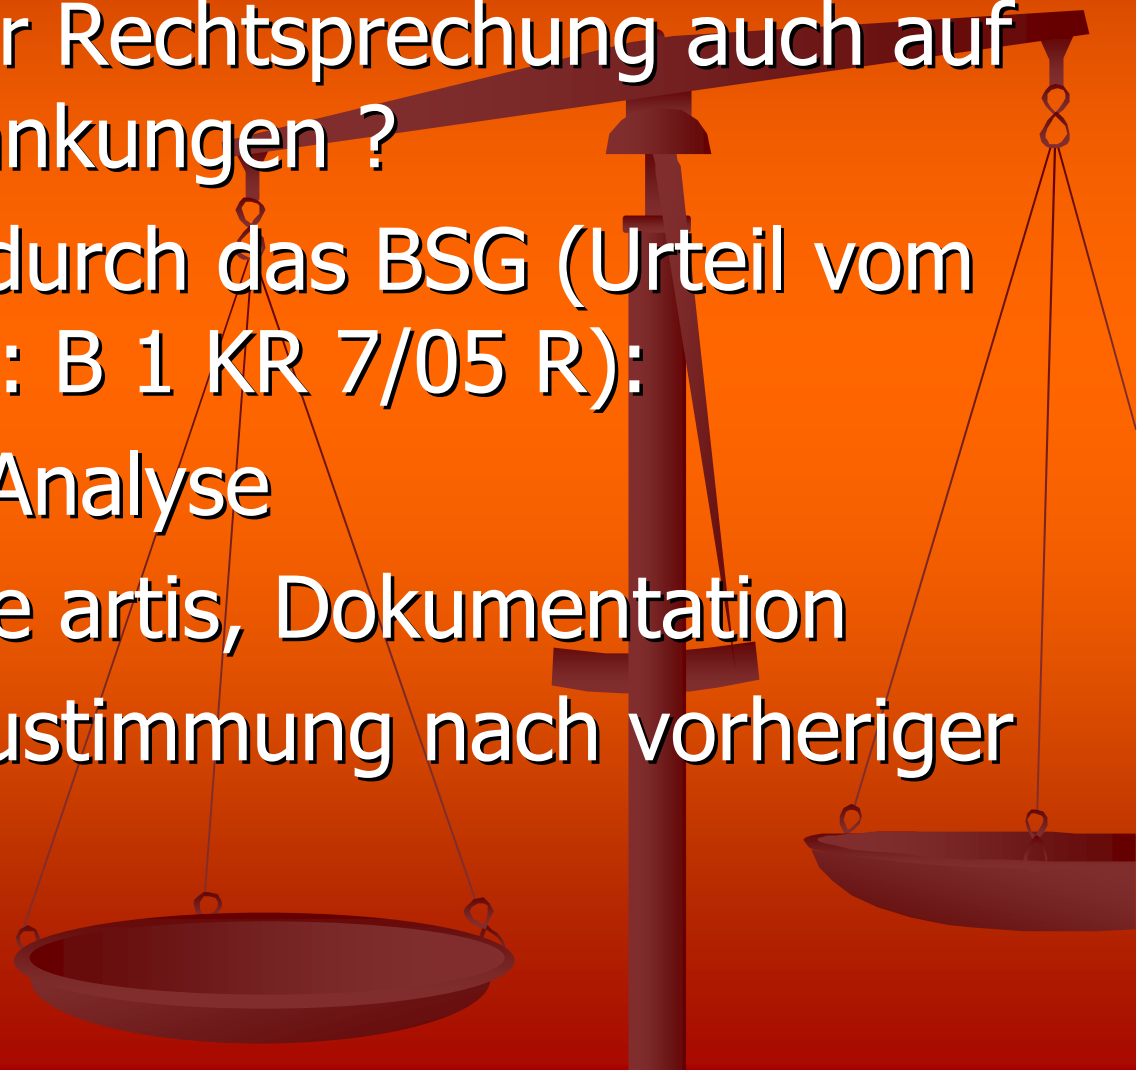 r Rechtsprechung auch auf
nkungen ?
durch das BSG (Urteil vom
: B 1 KR 7/05 R):
Analyse
e artis, Dokumentation
ustimmung nach vorheriger